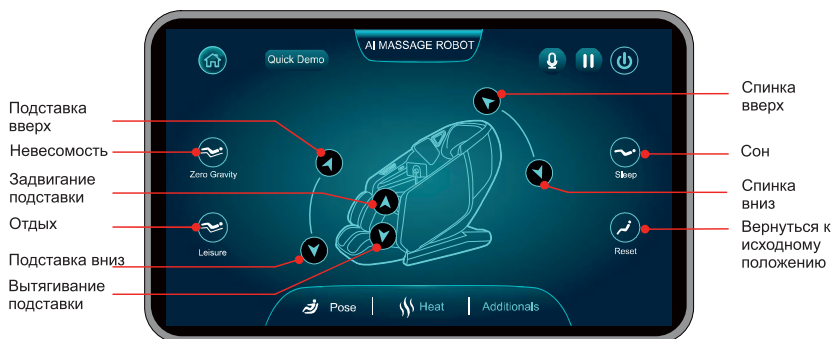 AI MASSAGE ROBOT
Quick Demo
Подставка
вверх
Невесомость
Задвигание
подставки
Отдых
Подставка вниз
Вытягивание
подставки
Zero Gravity
Leisure
Sleep
Reset
Спинка
вверх
Сон
Спинка
вниз
Вернуться к
исходному
положению
Pose
Heat
Additionals